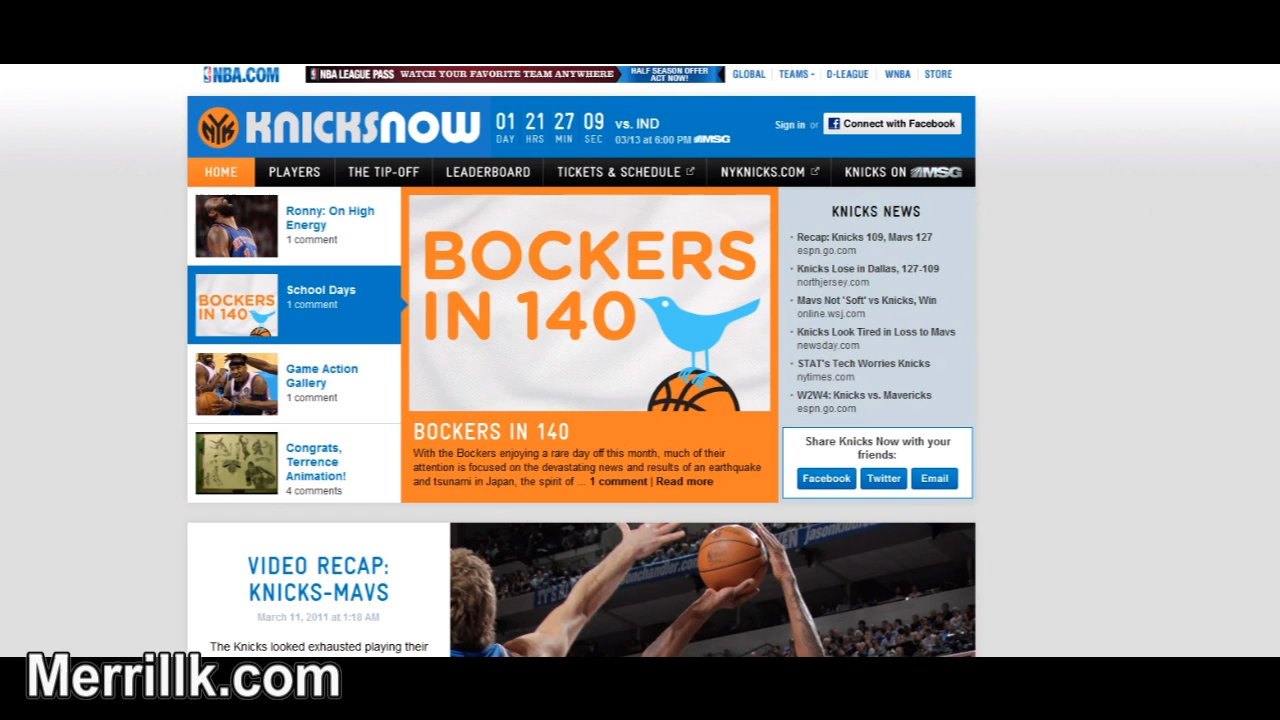 NBA.COM
NBA LEAGUE PASS WATCH YOUR FAVORITE TEAM ANYWHERE
HALF SEASON OFFER
ACT NOW!
GLOBAL
TEAMS
D-LEAGUE
WNBA
STORE
NYK
KNICKSNOW
01 21 27 09
DAY HRS MIN SEC
vs. IND
03/13 at 6:00 PM MSG
Sign in or
Connect with Facebook
HOME
PLAYERS
THE TIP-OFF
LEADERBOARD
TICKETS & SCHEDULE
NYKNICKS.COM
KNICKS ON MSG
Ronny: On High
Energy
1 comment
BOCKERS
IN 140
School Days
1 comment
Game Action
Gallery
1 comment
Congrats,
Terrence
Animation!
4 comments
BOCKERS
IN 140
BOCKERS IN 140
With the Bockers enjoying a rare day off this month, much of their
attention is focused on the devastating news and results of an earthquake
and tsunami in Japan, the spirit of ... 1 comment | Read more
KNICKS NEWS
Recap: Knicks 109, Mavs 127
espn.go.com
Knicks Lose in Dallas, 127-109
northjersey.com
Mavs Not 'Soft' vs Knicks, Win
online.wsj.com
Knicks Look Tired in Loss to Mavs
newsday.com
STAT's Tech Worries Knicks
nytimes.com
W2W4: Knicks vs. Mavericks
espn.go.com
Share Knicks Now with your
friends:
Facebook
Twitter
Email
VIDEO RECAP:
KNICKS-MAVS
March 11, 2011 at 1:18 AM
The Knicks looked exhausted playing their
Merrillk.com